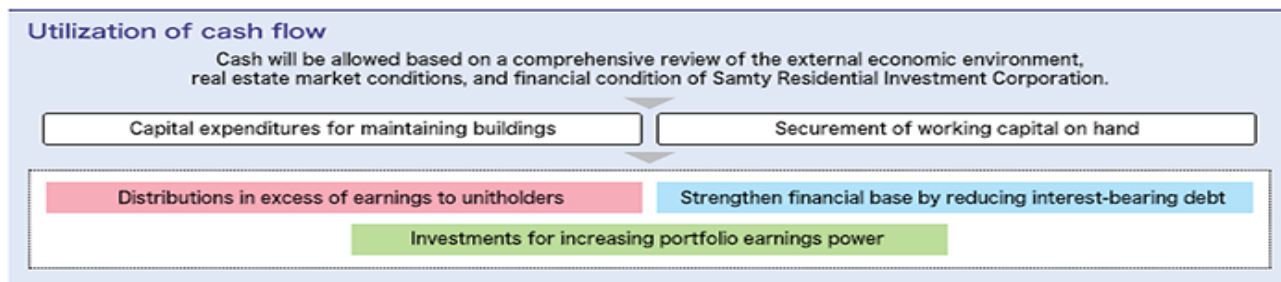 Utilization of cash flow
Cash will be allowed based on a comprehensive review of the external economic environment,
real estate market conditions, and financial condition of Samty Residential Investment Corporation.
Capital expenditures for maintaining buildings
Securement of working capital on hand
Distributions in excess of earnings to unitholders
Strengthen financial base by reducing interest-bearing debt
Investments for increasing portfolio earnings power